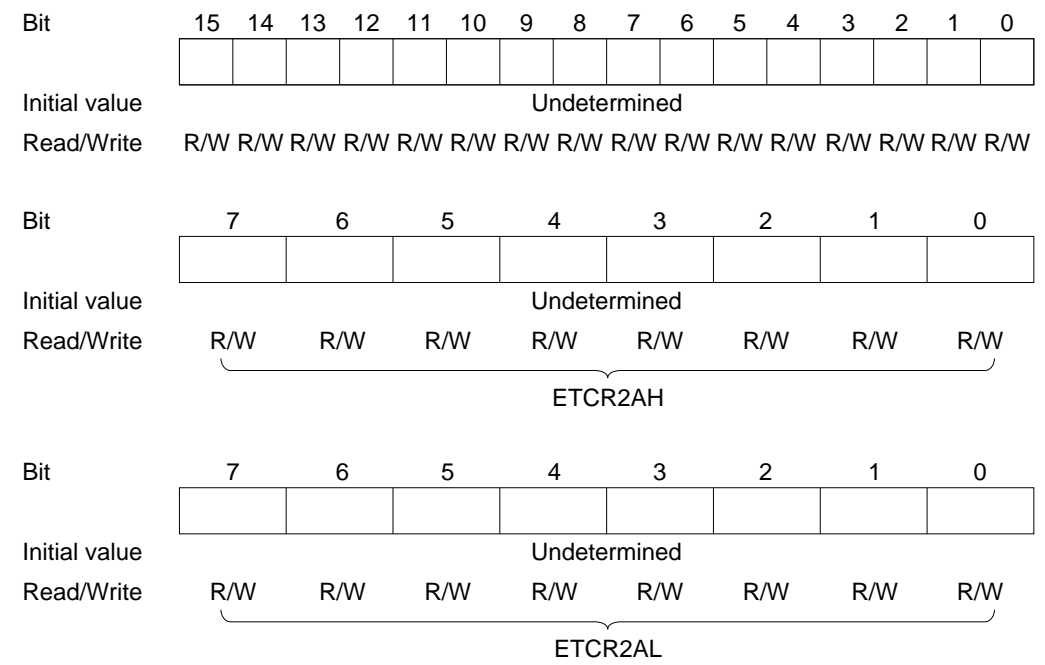 Bit 15 14 13 12 11 10 9 8 7 6 5 4 3 2 1 0
Initial value Undetermined
Read/Write R/W R/W R/W R/W R/W R/W R/W R/W R/W R/W R/W R/W R/W R/W R/W R/W
Bit 7 6 5 4 3 2 1 0
Initial value Undetermined
Read/Write R/W R/W R/W R/W R/W R/W R/W R/W
ETCR2AH
Bit 7 6 5 4 3 2 1 0
Initial value Undetermined
Read/Write R/W R/W R/W R/W R/W R/W R/W R/W
ETCR2AL